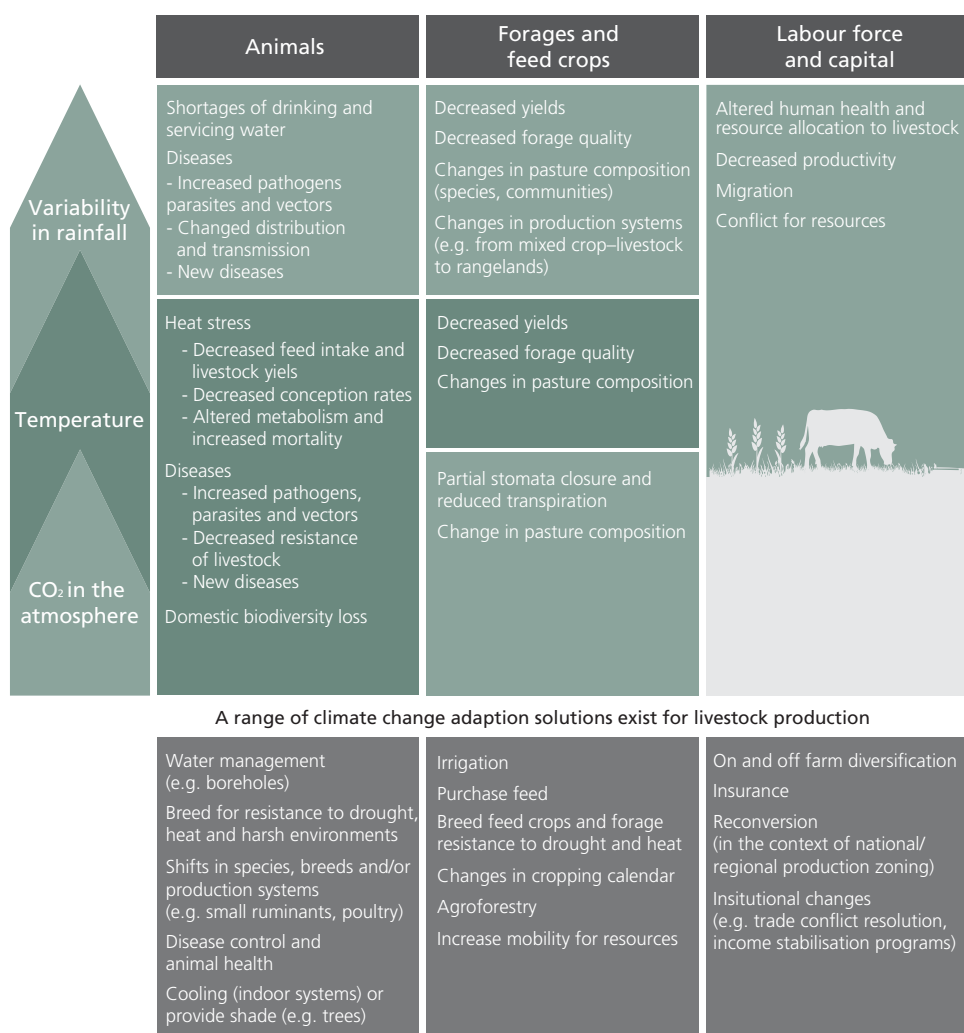 Animals
Forages and
feed crops
Labour force
and capital
Variability
in rainfall
Temperature
CO₂ in the
atmosphere
Shortages of drinking and
servicing water
Diseases
- Increased pathogens
parasites and vectors
- Changed distribution
and transmission
- New diseases
Decreased yields
Decreased forage quality
Changes in pasture composition
(species, communities)
Changes in production systems
(e.g. from mixed crop–livestock
to rangelands)
Altered human health and
resource allocation to livestock
Decreased productivity
Migration
Conflict for resources
Heat stress
- Decreased feed intake and
livestock yiels
- Decreased conception rates
- Altered metabolism and
increased mortality
Diseases
- Increased pathogens,
parasites and vectors
- Decreased resistance
of livestock
- New diseases
Domestic biodiversity loss
Decreased yields
Decreased forage quality
Changes in pasture composition
Partial stomata closure and
reduced transpiration
Change in pasture composition
A range of climate change adaption solutions exist for livestock production
Water management
(e.g. boreholes)
Breed for resistance to drought,
heat and harsh environments
Shifts in species, breeds and/or
production systems
(e.g. small ruminants, poultry)
Disease control and
animal health
Cooling (indoor systems) or
provide shade (e.g. trees)
Irrigation
Purchase feed
Breed feed crops and forage
resistance to drought and heat
Changes in cropping calendar
Agroforestry
Increase mobility for resources
On and off farm diversification
Insurance
Reconversion
(in the context of national/
regional production zoning)
Insitutional changes
(e.g. trade conflict resolution,
income stabilisation programs)